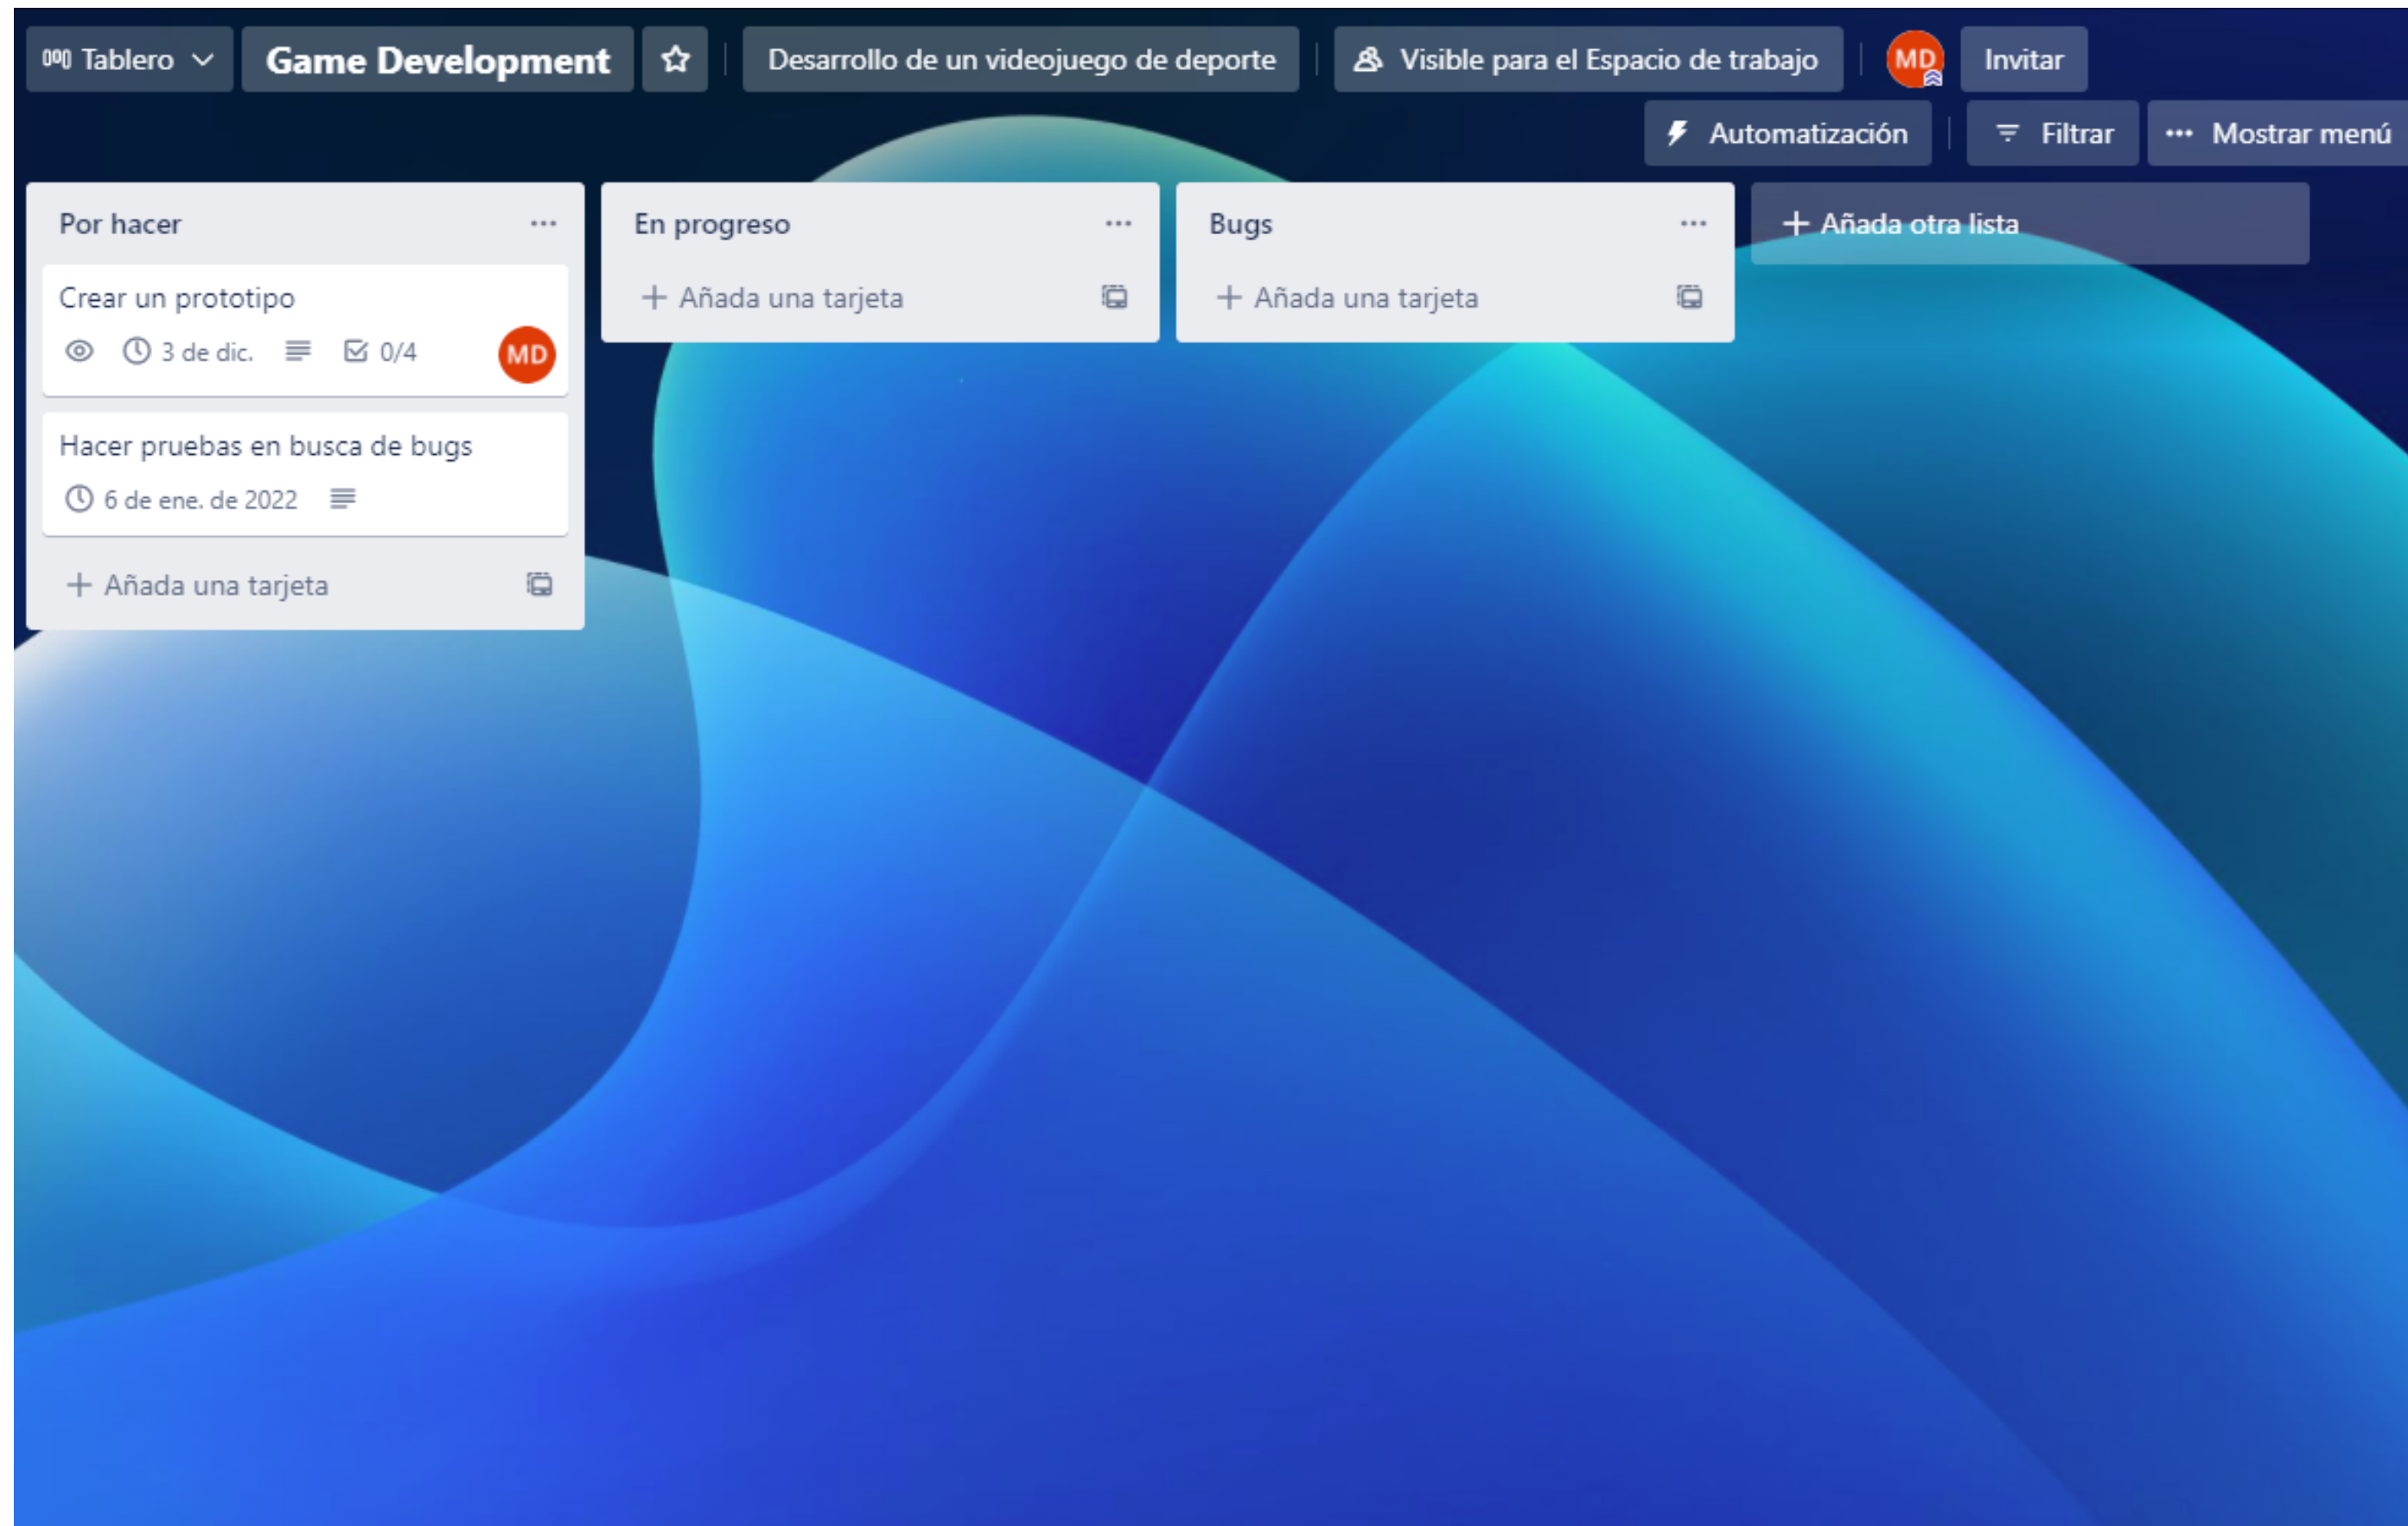 Tablero
Game Development
Desarrollo de un videojuego de deporte
Visible para el Espacio de trabajo
MD
Invitar
Automatización
Filtrar
Mostrar menú
Por hacer
Crear un prototipo
3 de dic.
0/4
MD
Hacer pruebas en busca de bugs
6 de ene. de 2022
+ Añada una tarjeta
En progreso
+ Añada una tarjeta
Bugs
+ Añada una tarjeta
+ Añada otra lista